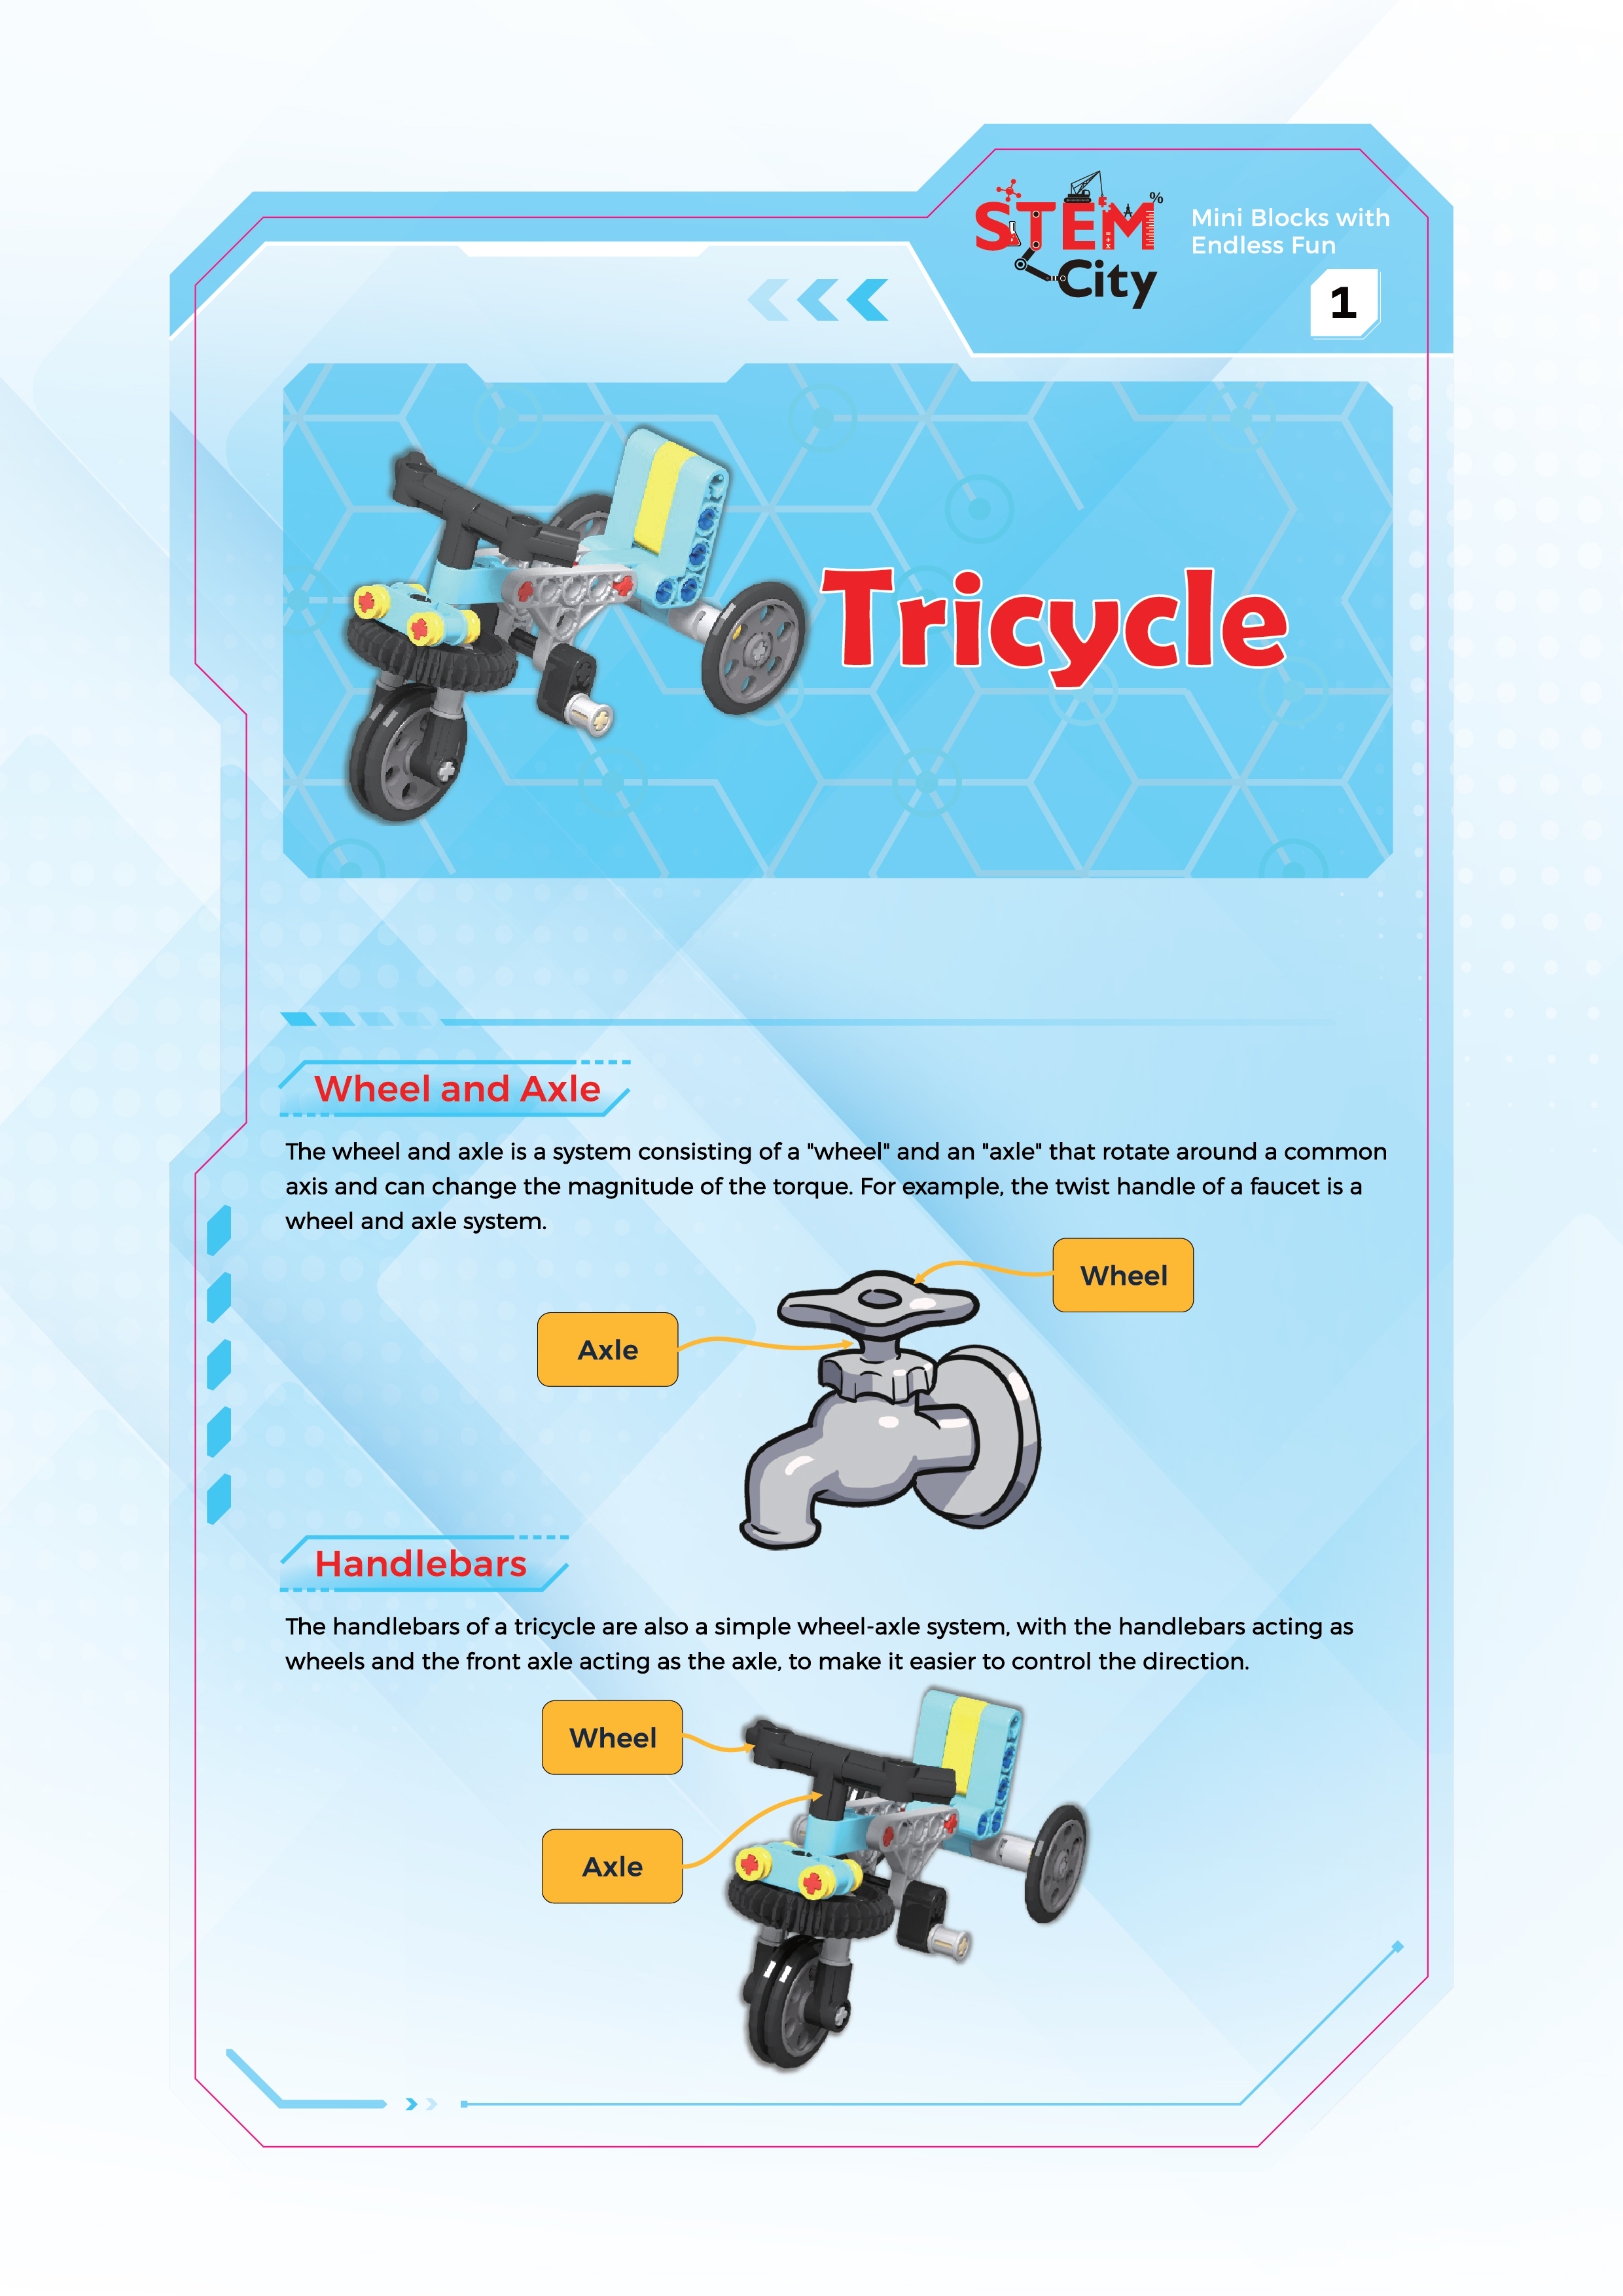 STEM
City
Mini Blocks with
Endless Fun
1
Tricycle
Wheel and Axle
The wheel and axle is a system consisting of a "wheel" and an "axle" that rotate around a common
axis and can change the magnitude of the torque. For example, the twist handle of a faucet is a
wheel and axle system.
Wheel
Axle
Handlebars
The handlebars of a tricycle are also a simple wheel-axle system, with the handlebars acting as
wheels and the front axle acting as the axle, to make it easier to control the direction.
Wheel
Axle